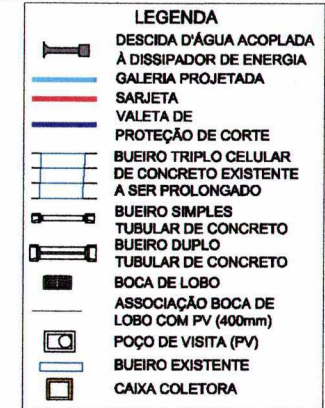 LEGENDA
DESCIDA D'ÁGUA ACOPLADA
À DISSIPADOR DE ENERGIA
GALERIA PROJETADA
SARJETA
VALETA DE
PROTEÇÃO DE CORTE
BUEIRO TRIPLO CELULAR
DE CONCRETO EXISTENTE
A SER PROLONGADO
BUEIRO SIMPLES
TUBULAR DE CONCRETO
BUEIRO DUPLO
TUBULAR DE CONCRETO
BOCA DE LOBO
ASSOCIAÇÃO BOCA DE
LOBO COM PV (400mm)
POÇO DE VISITA (PV)
BUEIRO EXISTENTE
CAIXA COLETORA